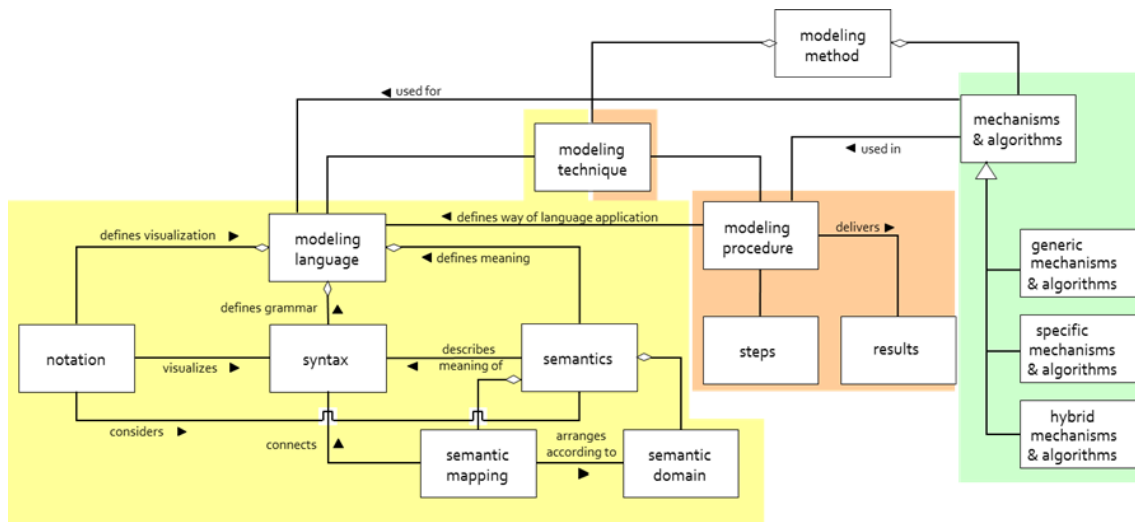 modeling
method
◄ used for
mechanisms
& algorithms
modeling
technique
◄ used in
◄ defines way of language application
defines visualization ►
modeling
language
◄ defines meaning
modeling
procedure
delivers ►
generic
mechanisms
& algorithms
defines grammar ▲
notation
visualizes ►
syntax
describes
meaning of ◄
semantics
steps
results
specific
mechanisms
& algorithms
considers ►
connects ▲
semantic
mapping
arranges
according to
►
semantic
domain
hybrid
mechanisms
& algorithms